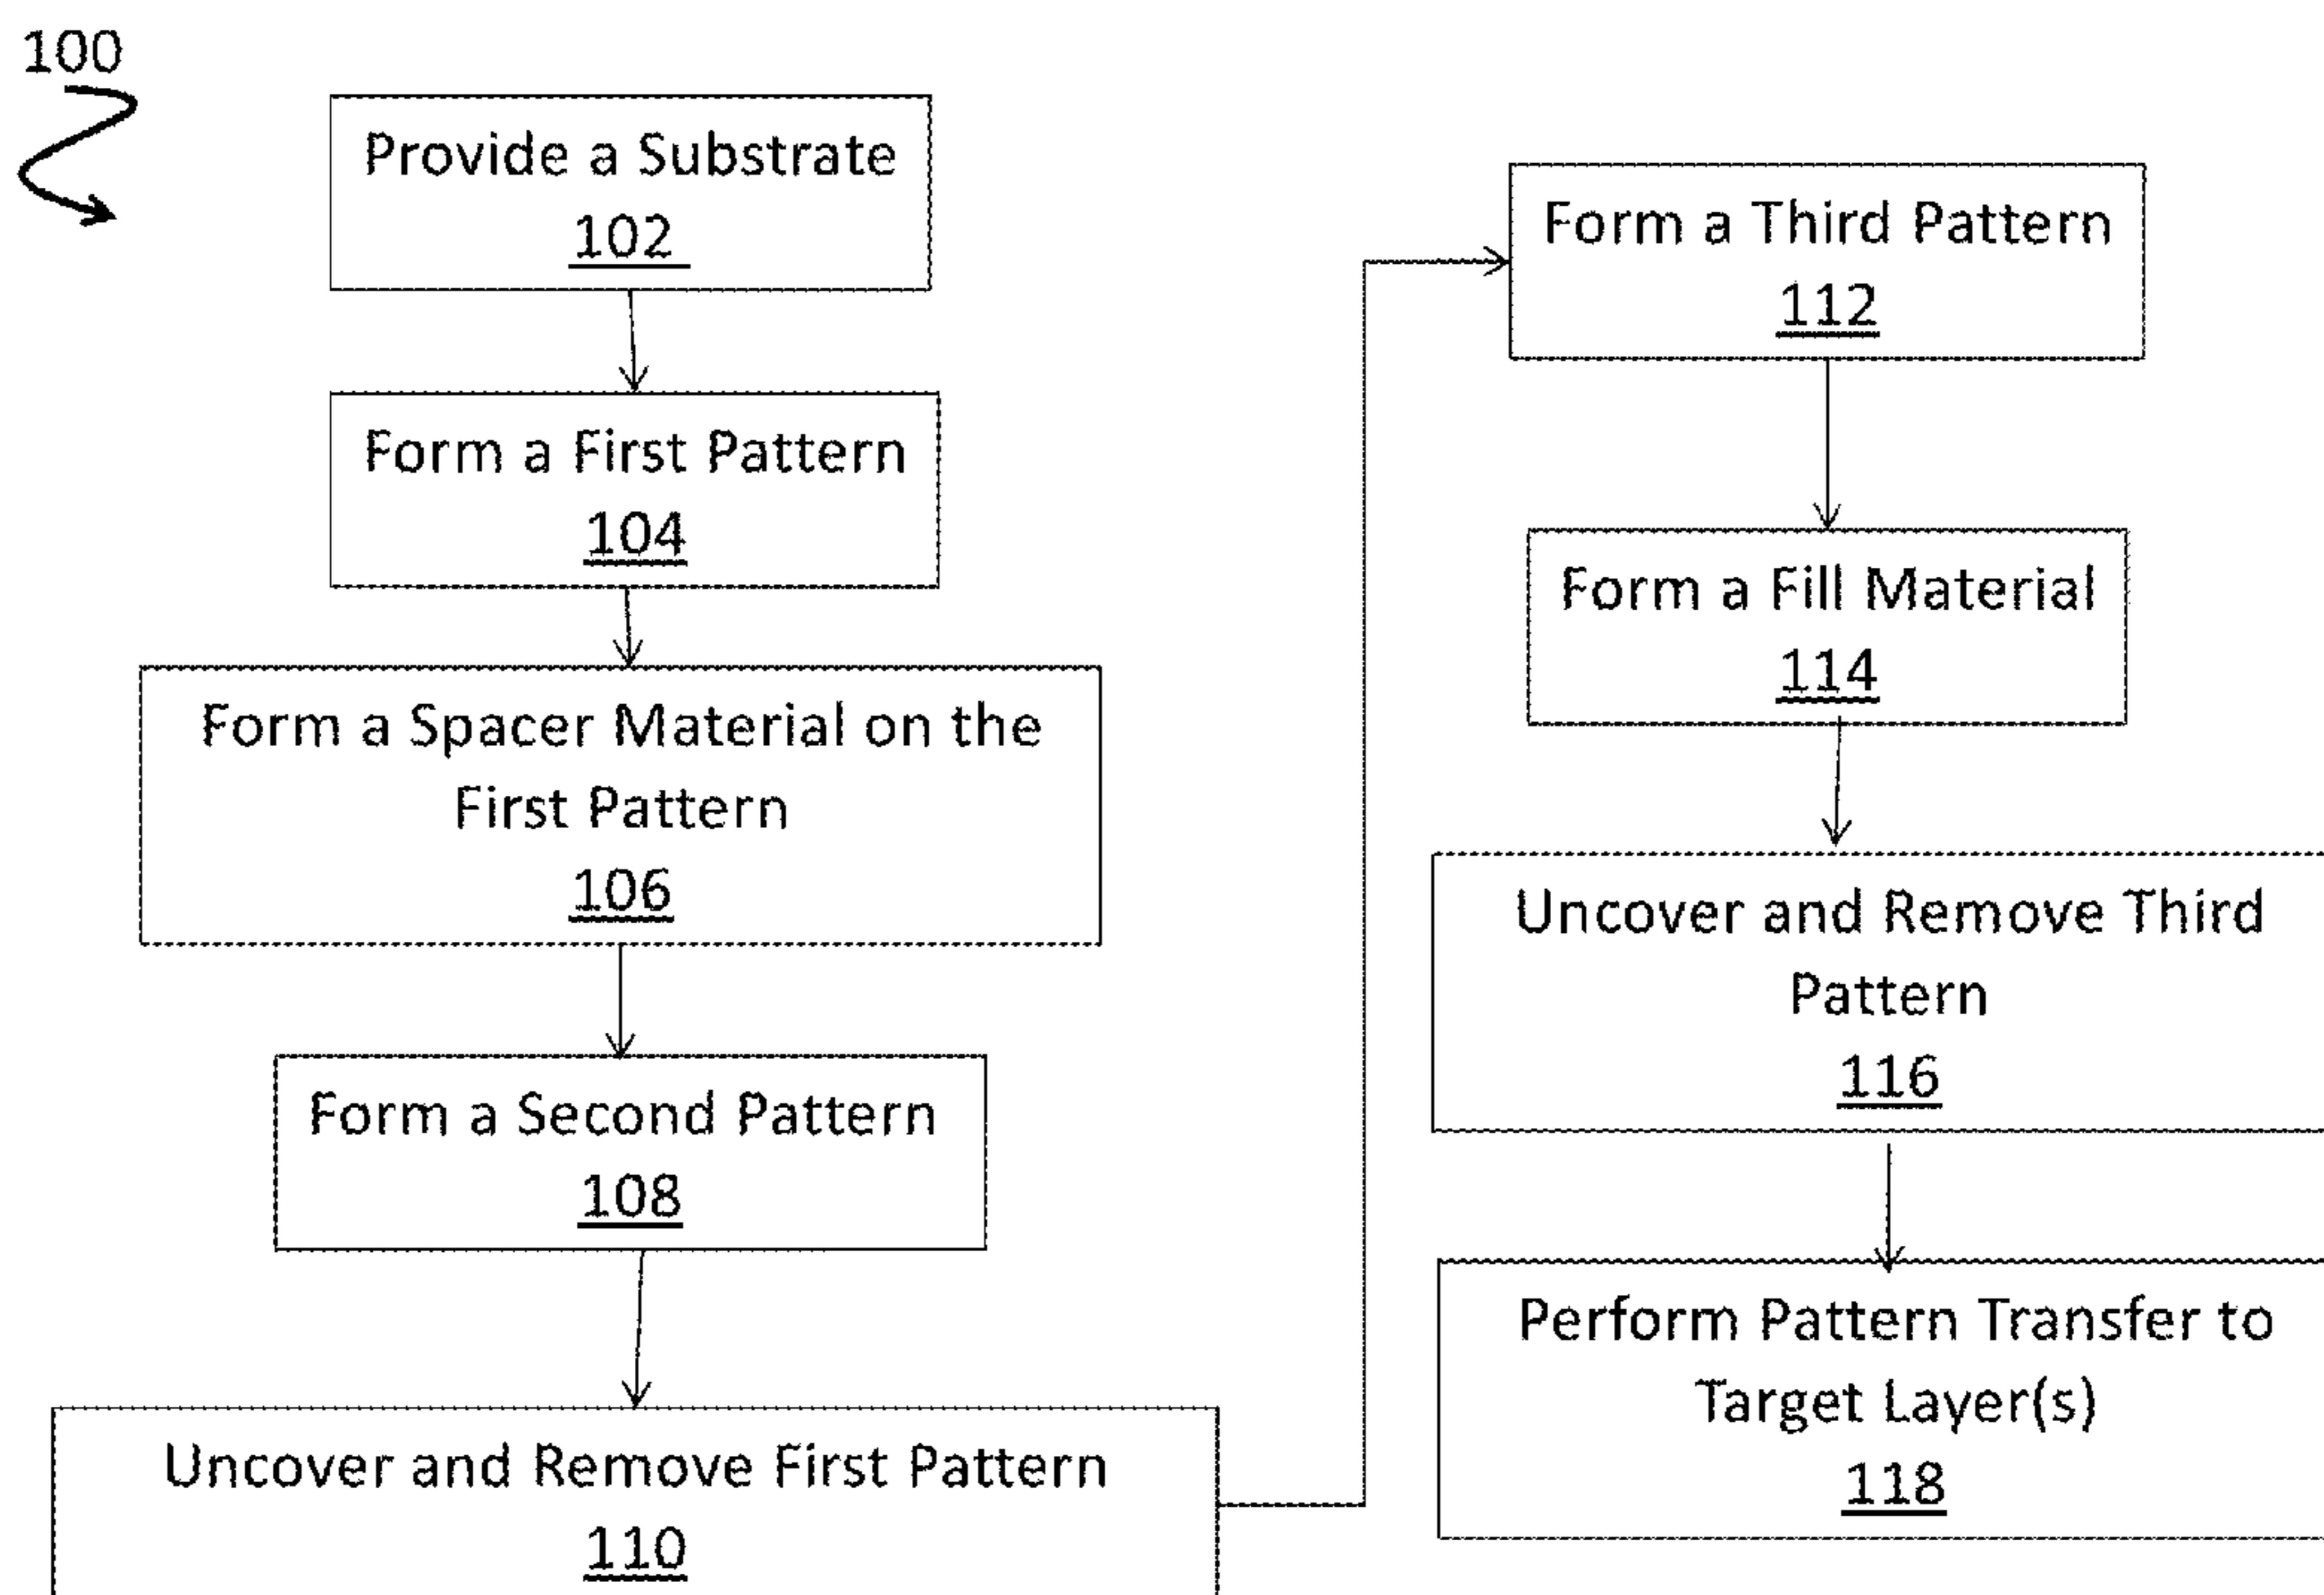 100
Provide a Substrate
102
Form a First Pattern
104
Form a Spacer Material on the
First Pattern
106
Form a Second Pattern
108
Uncover and Remove First Pattern
110
Form a Third Pattern
112
Form a Fill Material
114
Uncover and Remove Third
Pattern
116
Perform Pattern Transfer to
Target Layer(s)
118